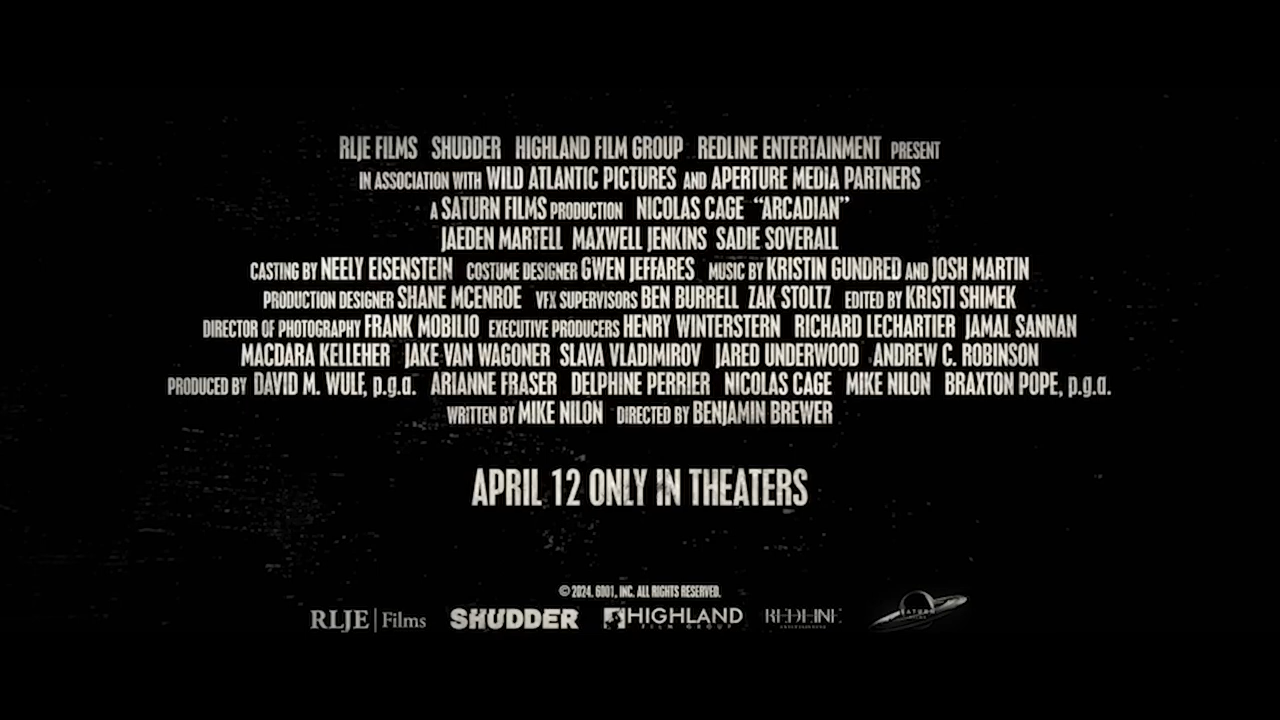 RLJE FILMS SHUDDER HIGHLAND FILM GROUP REDLINE ENTERTAINMENT PRESENT
IN ASSOCIATION WITH WILD ATLANTIC PICTURES AND APERTURE MEDIA PARTNERS
A SATURN FILMS PRODUCTION NICOLAS CAGE “ARCADIAN”
JAEDEN MARTELL MAXWELL JENKINS SADIE SOVERALL
CASTING BY NEELY EISENSTEIN COSTUME DESIGNER GWEN JEFFARES MUSIC BY KRISTIN GUNDRED AND JOSH MARTIN
PRODUCTION DESIGNER SHANE MCENROE VFX SUPERVISORS BEN BURRELL ZAK STOLTZ EDITED BY KRISTI SHIMEK
DIRECTOR OF PHOTOGRAPHY FRANK MOBILIO EXECUTIVE PRODUCERS HENRY WINTERSTERN RICHARD LECHARTIER JAMAL SANNAN
MACDARA KELLEHER JAKE VAN WAGONER SLAVA VLADIMIROV JARED UNDERWOOD ANDREW C. ROBINSON
PRODUCED BY DAVID M. WULF, p.g.a. ARIANNE FRASER DELPHINE PERRIER NICOLAS CAGE MIKE NILON BRAXTON POPE, p.g.a.
WRITTEN BY MIKE NILON DIRECTED BY BENJAMIN BREWER
APRIL 12 ONLY IN THEATERS
© 2024. 6001, INC. ALL RIGHTS RESERVED.
RLJE | Films SHUDDER HIGHLAND REDLINE SATURN
FILM GROUP ENTERTAINMENT FILMS